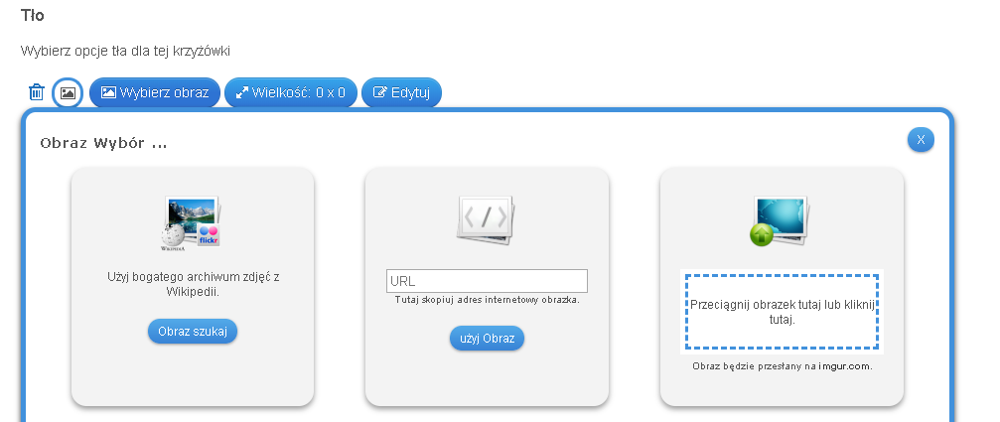 Tło
Wybierz opcje tła dla tej krzyżówki
Wybierz obraz
Wielkość: 0 x 0
Edytuj
Obraz Wybór ...
X
WIKIPEDIA
flickr
Użyj bogatego archiwum zdjęć z
Wikipedii.
Obraz szukaj
</>
URL
Tutaj skopiuj adres internetowy obrazka.
użyj Obraz
Przeciągnij obrazek tutaj lub kliknij
tutaj.
Obraz będzie przesłany na imgur.com.